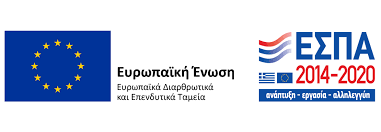 Ευρωπαϊκή Ένωση
Ευρωπαϊκά Διαρθρωτικά
και Επενδυτικά Ταμεία
ΕΣΠΑ
2014-2020
ανάπτυξη - εργασία - αλληλεγγύη